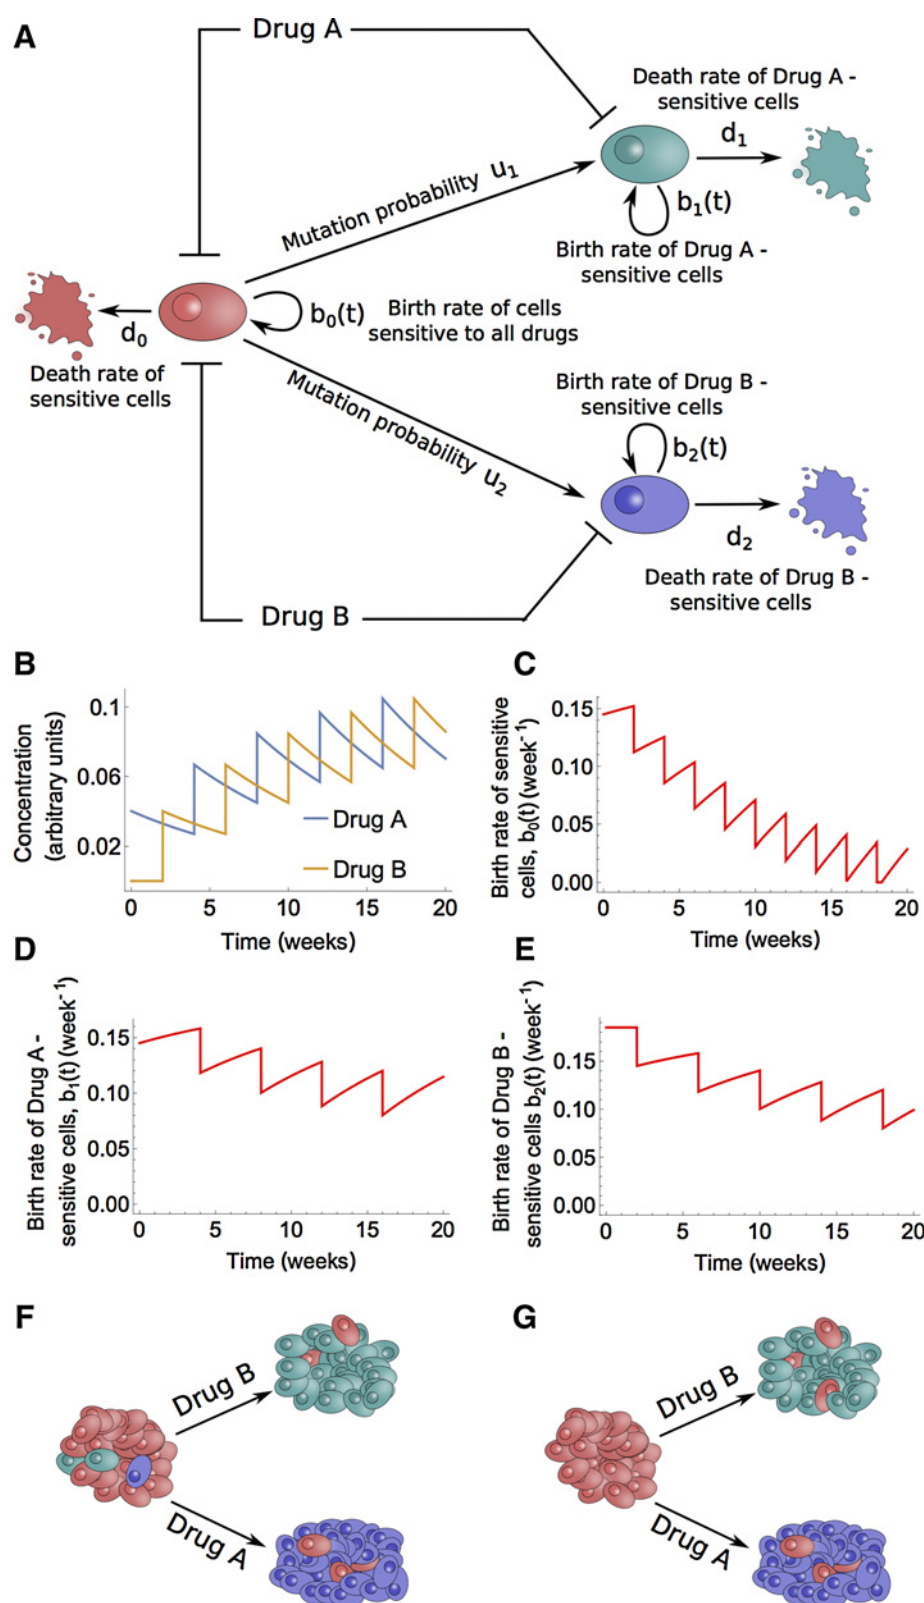 A
Drug A
Death rate of Drug A -
sensitive cells
d₁
Mutation probability u₁
b₁(t)
Birth rate of Drug A -
sensitive cells
b₀(t)
Birth rate of cells
sensitive to all drugs
d₀
Death rate of
sensitive cells
Mutation probability u₂
Birth rate of Drug B -
sensitive cells
b₂(t)
d₂
Death rate of Drug B -
sensitive cells
Drug B
B
Concentration
(arbitrary units)
0.1
0.06
0.02
Drug A
Drug B
0 5 10 15 20
Time (weeks)
C
Birth rate of sensitive
cells, b₀(t) (week⁻¹)
0.15
0.10
0.05
0.00
0 5 10 15 20
Time (weeks)
D
Birth rate of Drug A -
sensitive cells, b₁(t) (week⁻¹)
0.15
0.10
0.05
0.00
0 5 10 15 20
Time (weeks)
E
Birth rate of Drug B -
sensitive cells b₂(t) (week⁻¹)
0.15
0.10
0.05
0.00
0 5 10 15 20
Time (weeks)
F
Drug B
Drug A
G
Drug B
Drug A